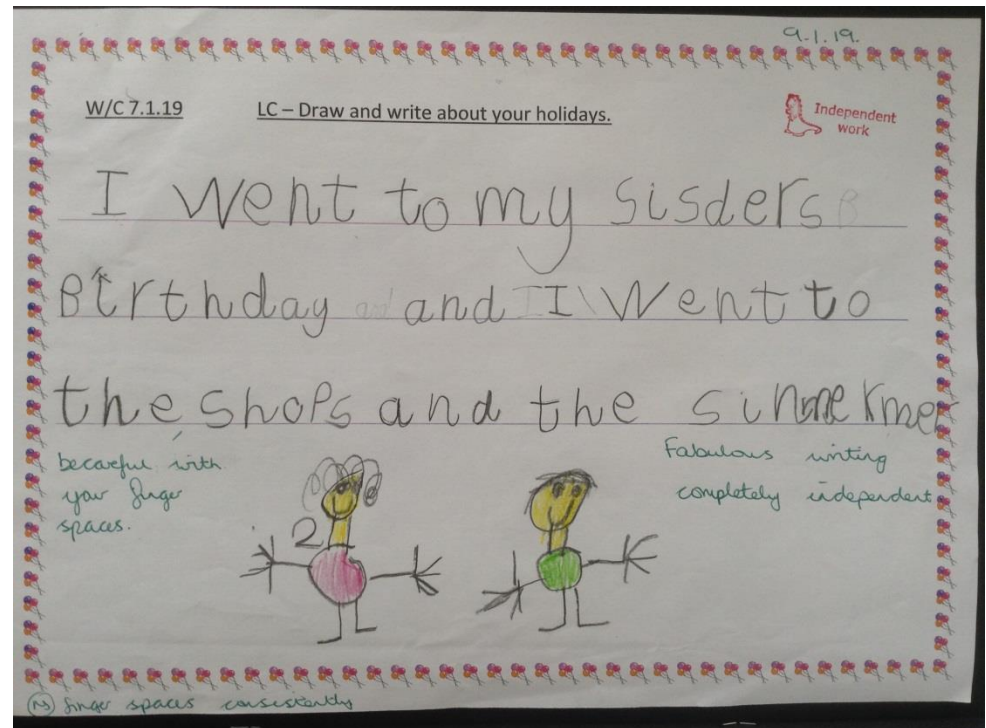 9.1.19.
W/C 7.1.19 LC – Draw and write about your holidays.
Independent
work
I went to my sisders
Birthday and I went to
the shops and the
becareful with
your finger
spaces.
Fabulous writing
completely independent
2
NS finger spaces consistently